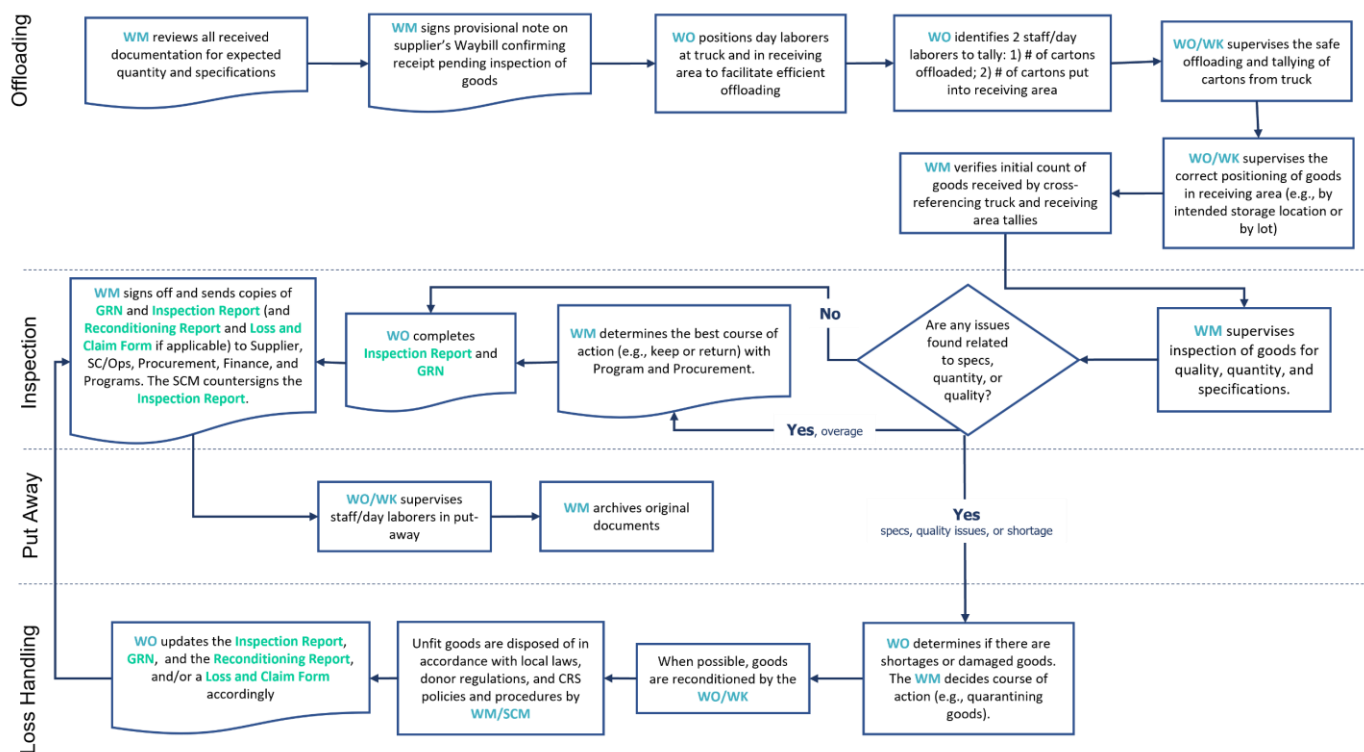 Offloading
WM reviews all received
documentation for expected
quantity and specifications
WM signs provisional note on
supplier's Waybill confirming
receipt pending inspection of
goods
WO positions day laborers
at truck and in receiving
area to facilitate efficient
offloading
WO identifies 2 staff/day
laborers to tally: 1) # of cartons
offloaded; 2) # of cartons put
into receiving area
WO/WK supervises the safe
offloading and tallying of
cartons from truck
WO/WK supervises the
correct positioning of goods
in receiving area (e.g., by
intended storage location or
by lot)
WM verifies initial count of
goods received by cross-
referencing truck and receiving
area tallies
Inspection
WM supervises
inspection of goods for
quality, quantity, and
specifications.
Are any issues
found related
to specs,
quantity, or
quality?
No
Yes, overage
WM determines the best course of
action (e.g., keep or return) with
Program and Procurement.
WO completes
Inspection Report and
GRN
WM signs off and sends copies of
GRN and Inspection Report (and
Reconditioning Report and Loss and
Claim Form if applicable) to Supplier,
SC/Ops, Procurement, Finance, and
Programs. The SCM countersigns the
Inspection Report.
Put Away
WO/WK supervises
staff/day laborers in put-
away
WM archives original
documents
Yes
specs, quality issues, or shortage
Loss Handling
WO determines if there are
shortages or damaged goods.
The WM decides course of
action (e.g., quarantining
goods).
When possible, goods
are reconditioned by the
WO/WK
Unfit goods are disposed of in
accordance with local laws,
donor regulations, and CRS
policies and procedures by
WM/SCM
WO updates the Inspection Report,
GRN, and the Reconditioning Report,
and/or a Loss and Claim Form
accordingly